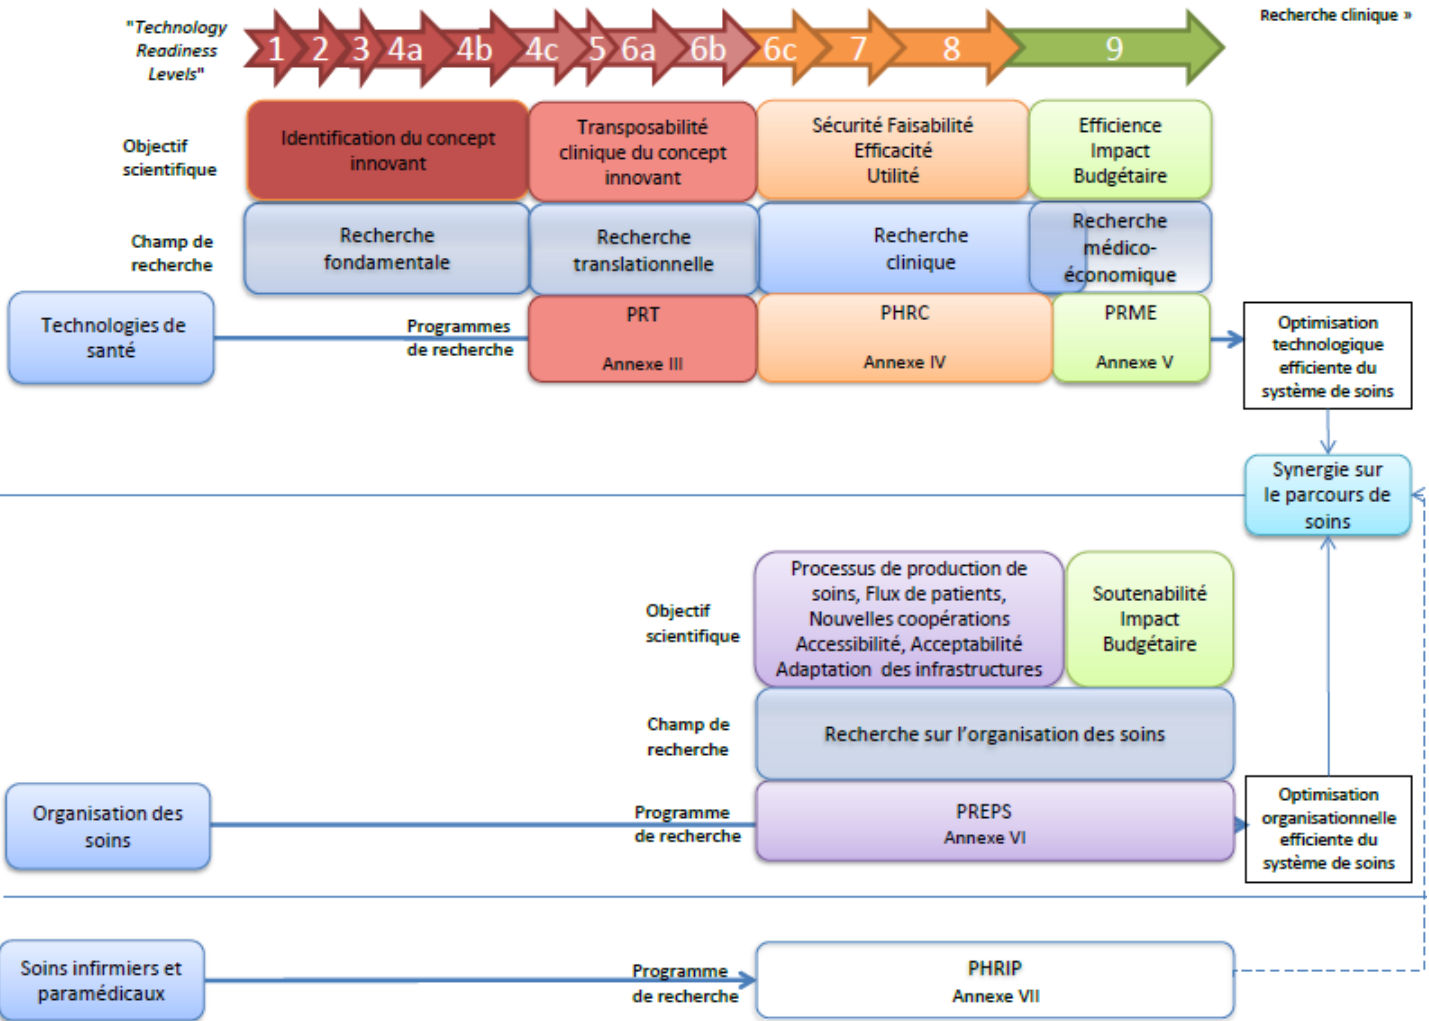 Recherche clinique »
"Technology
Readiness
Levels"
1 2 3 4a 4b 4c 5 6a 6b 6c 7 8 9
Objectif
scientifique
Identification du concept
innovant
Transposabilité
clinique du concept
innovant
Sécurité Faisabilité
Efficacité
Utilité
Efficience
Impact
Budgétaire
Champ de
recherche
Recherche
fondamentale
Recherche
translationnelle
Recherche
clinique
Recherche
médico-
économique
Technologies de
santé
Programmes
de recherche
PRT
Annexe III
PHRC
Annexe IV
PRME
Annexe V
Optimisation
technologique
efficiente du
système de soins
Synergie sur
le parcours de
soins
Objectif
scientifique
Processus de production de
soins, Flux de patients,
Nouvelles coopérations
Accessibilité, Acceptabilité
Adaptation des infrastructures
Soutenabilité
Impact
Budgétaire
Champ de
recherche
Recherche sur l'organisation des soins
Organisation des
soins
Programme
de recherche
PREPS
Annexe VI
Optimisation
organisationnelle
efficiente du
système de soins
Soins infirmiers et
paramédicaux
Programme
de recherche
PHRIP
Annexe VII